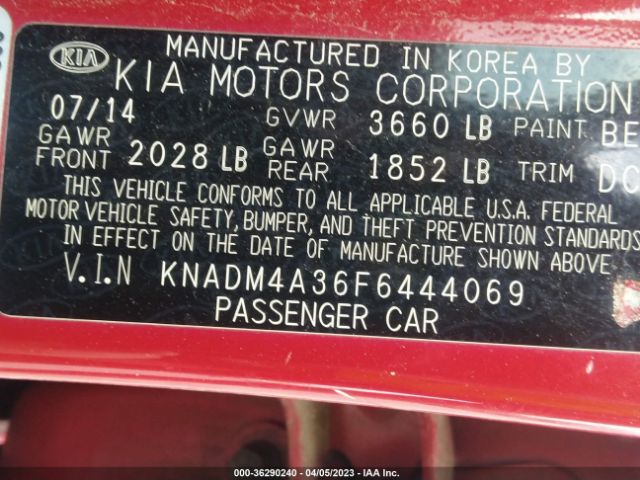 KIA
MANUFACTURED IN KOREA BY
KIA MOTORS CORPORATION
07/14 GVWR 3660 LB PAINT BE
GAWR FRONT 2028 LB GAWR REAR 1852 LB TRIM DC
THIS VEHICLE CONFORMS TO ALL APPLICABLE U.S.A. FEDERAL
MOTOR VEHICLE SAFETY, BUMPER, AND THEFT PREVENTION STANDARDS
IN EFFECT ON THE DATE OF MANUFACTURE SHOWN ABOVE.
V.I.N KNADM4A36F6444069
PASSENGER CAR
000-36290240 - 04/05/2023 - IAA Inc.